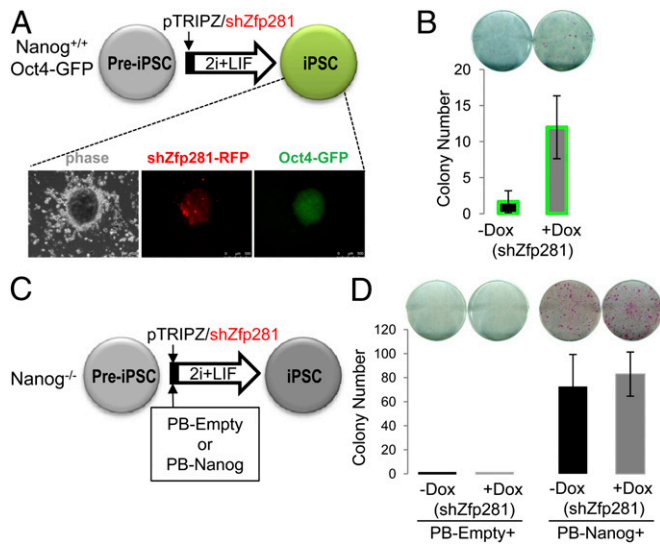 A
pTRIPZ/shZfp281
Nanog+/+
Oct4-GFP
Pre-iPSC
2i+LIF
iPSC
phase
shZfp281-RFP
Oct4-GFP
B
Colony Number
20
15
10
5
0
-Dox +Dox
(shZfp281)
C
pTRIPZ/shZfp281
Nanog-/-
Pre-iPSC
2i+LIF
iPSC
PB-Empty
or
PB-Nanog
D
Colony Number
120
100
80
60
40
20
0
-Dox +Dox -Dox +Dox
(shZfp281) (shZfp281)
PB-Empty+ PB-Nanog+